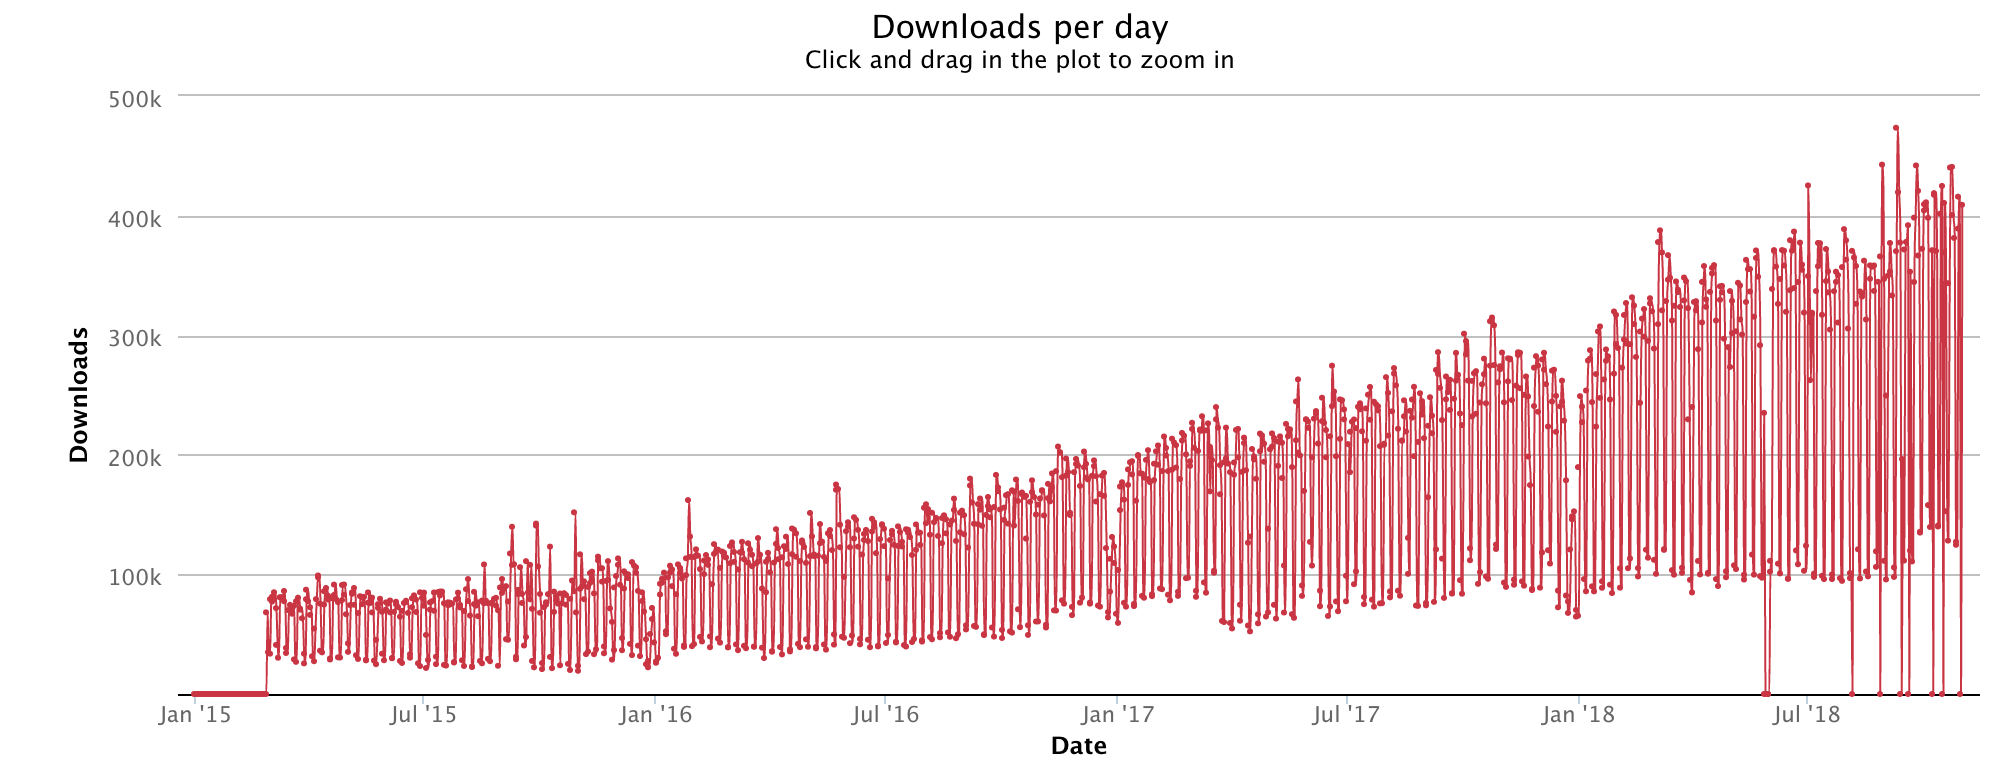 Downloads per day
Click and drag in the plot to zoom in
500k
400k
300k
200k
100k
Downloads
Jan '15
Jul '15
Jan '16
Jul '16
Jan '17
Jul '17
Jan '18
Jul '18
Date